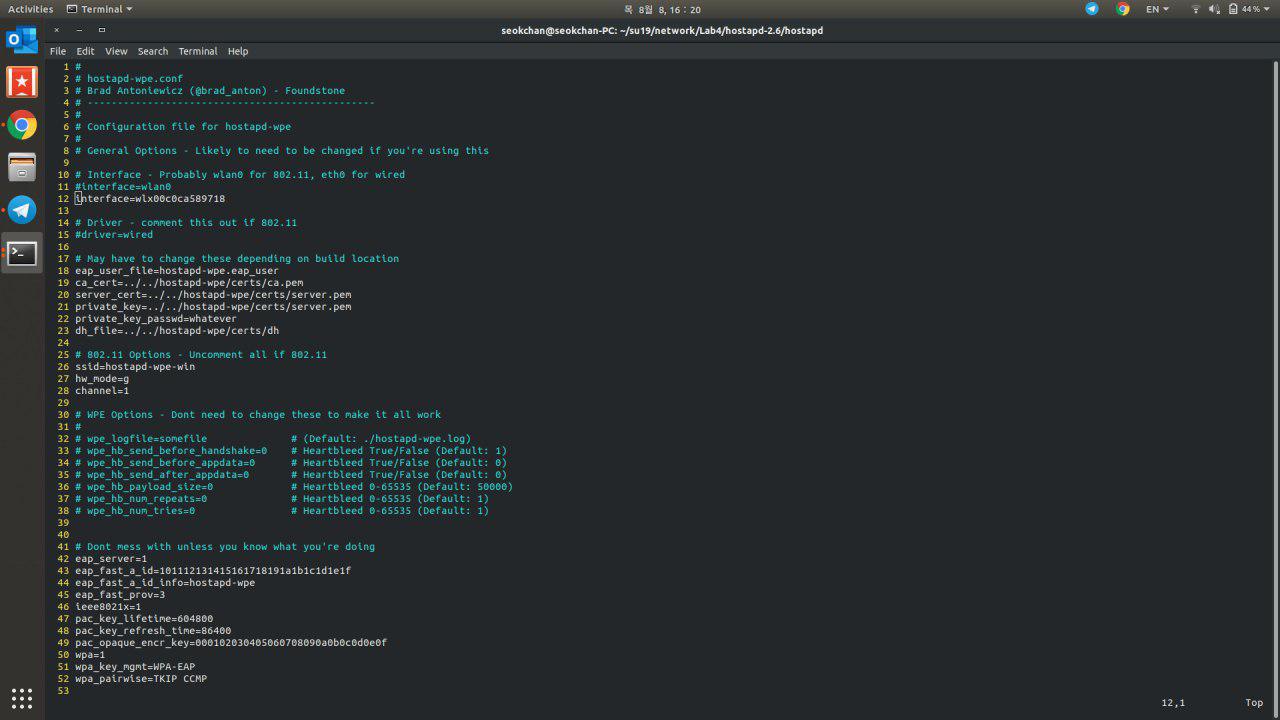 Activities Terminal 목 8월 8, 16 : 20 EN 44%
seokchan@seokchan-PC: ~/su19/network/Lab4/hostapd-2.6/hostapd
File Edit View Search Terminal Help
1 #
2 # hostapd-wpe.conf
3 # Brad Antoniewicz (@brad_anton) - Foundstone
4 # ------------------------------------------------
5 #
6 # Configuration file for hostapd-wpe
7 #
8 # General Options - Likely to need to be changed if you're using this
9
10 # Interface - Probably wlan0 for 802.11, eth0 for wired
11 #interface=wlan0
12 interface=wlx00c0ca589718
13
14 # Driver - comment this out if 802.11
15 #driver=wired
16
17 # May have to change these depending on build location
18 eap_user_file=hostapd-wpe.eap_user
19 ca_cert=../../hostapd-wpe/certs/ca.pem
20 server_cert=../../hostapd-wpe/certs/server.pem
21 private_key=../../hostapd-wpe/certs/server.pem
22 private_key_passwd=whatever
23 dh_file=../../hostapd-wpe/certs/dh
24
25 # 802.11 Options - Uncomment all if 802.11
26 ssid=hostapd-wpe-win
27 hw_mode=g
28 channel=1
29
30 # WPE Options - Dont need to change these to make it all work
31 #
32 # wpe_logfile=somefile # (Default: ./hostapd-wpe.log)
33 # wpe_hb_send_before_handshake=0 # Heartbleed True/False (Default: 1)
34 # wpe_hb_send_before_appdata=0 # Heartbleed True/False (Default: 0)
35 # wpe_hb_send_after_appdata=0 # Heartbleed True/False (Default: 0)
36 # wpe_hb_payload_size=0 # Heartbleed 0-65535 (Default: 50000)
37 # wpe_hb_num_repeats=0 # Heartbleed 0-65535 (Default: 1)
38 # wpe_hb_num_tries=0 # Heartbleed 0-65535 (Default: 1)
39
40
41 # Dont mess with unless you know what you're doing
42 eap_server=1
43 eap_fast_a_id=101112131415161718191a1b1c1d1e1f
44 eap_fast_a_id_info=hostapd-wpe
45 eap_fast_prov=3
46 ieee8021x=1
47 pac_key_lifetime=604800
48 pac_key_refresh_time=86400
49 pac_opaque_encr_key=000102030405060708090a0b0c0d0e0f
50 wpa=1
51 wpa_key_mgmt=WPA-EAP
52 wpa_pairwise=TKIP CCMP
53
12,1 Top